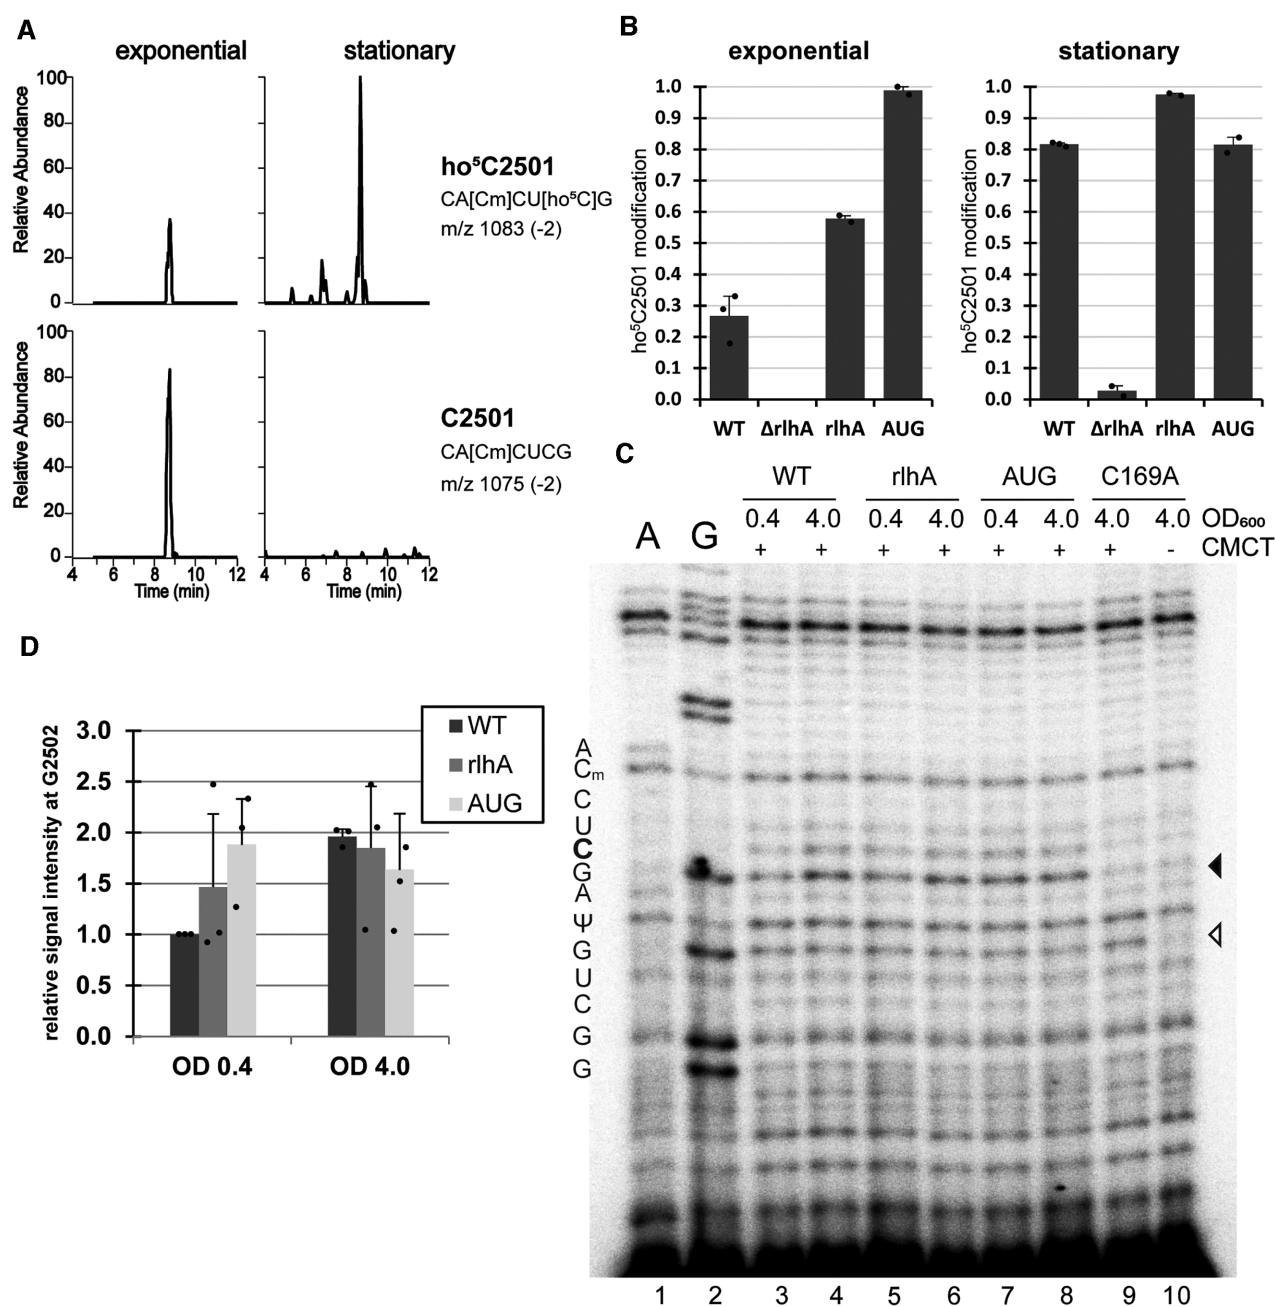 A
exponential
stationary
Relative Abundance
100
80
60
40
20
0
ho⁵C2501
CA[Cm]CU[ho⁵C]G
m/z 1083 (-2)
Relative Abundance
100
80
60
40
20
0
C2501
CA[Cm]CUCG
m/z 1075 (-2)
4 6 8 10 12
4 6 8 10 12
Time (min)
Time (min)
B
exponential
stationary
ho⁵C2501 modification
1.0
0.9
0.8
0.7
0.6
0.5
0.4
0.3
0.2
0.1
0.0
WT ΔrlhA rlhA AUG
ho⁵C2501 modification
1.0
0.9
0.8
0.7
0.6
0.5
0.4
0.3
0.2
0.1
0.0
WT ΔrlhA rlhA AUG
C
WT rlhA AUG C169A
A G 0.4 4.0 0.4 4.0 0.4 4.0 4.0 4.0 OD₆₀₀
+ + + + + + + - CMCT
A
Cm
C
U
C
G
A
Ψ
G
U
C
G
G
1 2 3 4 5 6 7 8 9 10
D
relative signal intensity at G2502
3.0
2.5
2.0
1.5
1.0
0.5
0.0
WT
rlhA
AUG
OD 0.4 OD 4.0